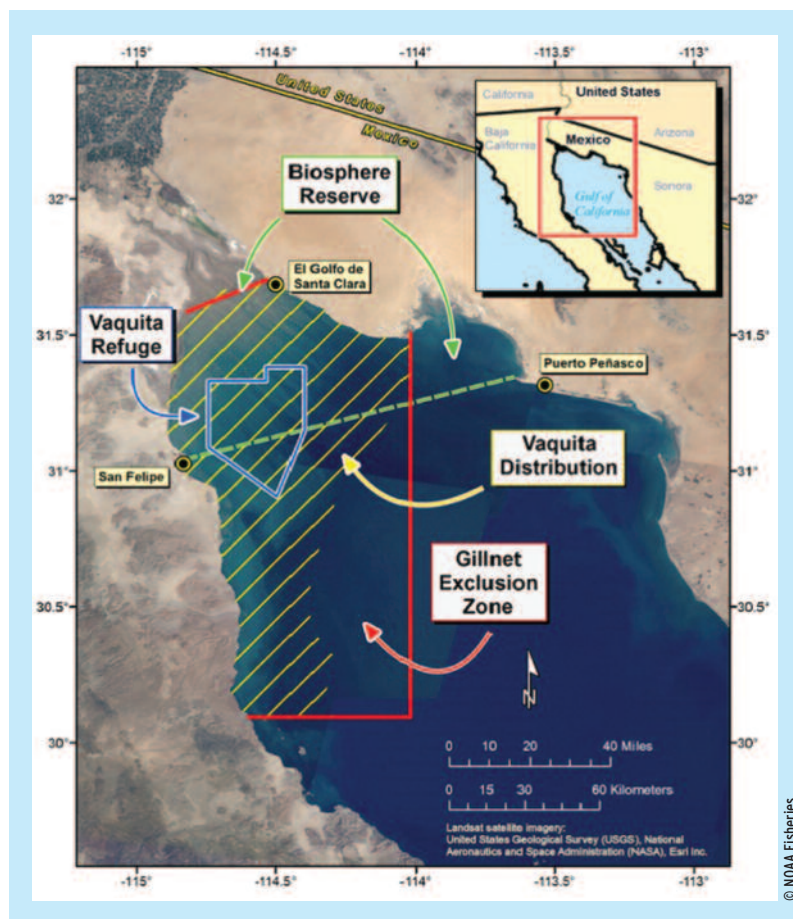 -115°
-114.5°
-114°
-113.5°
-113°
United States
Mexico
California
United States
Baja
California
Mexico
Arizona
Sonora
Gulf of
California
Biosphere
Reserve
32°
32°
El Golfo de
Santa Clara
Vaquita
Refuge
31.5°
31.5°
Puerto Peñasco
Vaquita
Distribution
31°
31°
San Felipe
Gillnet
Exclusion
Zone
30.5°
30.5°
N
30°
30°
0 10 20 40 Miles
0 15 30 60 Kilometers
Landsat satellite imagery:
United States Geological Survey (USGS), National
Aeronautics and Space Administration (NASA), Esri Inc.
-115°
-114.5°
-114°
-113.5°
-113°
© NOAA Fisheries